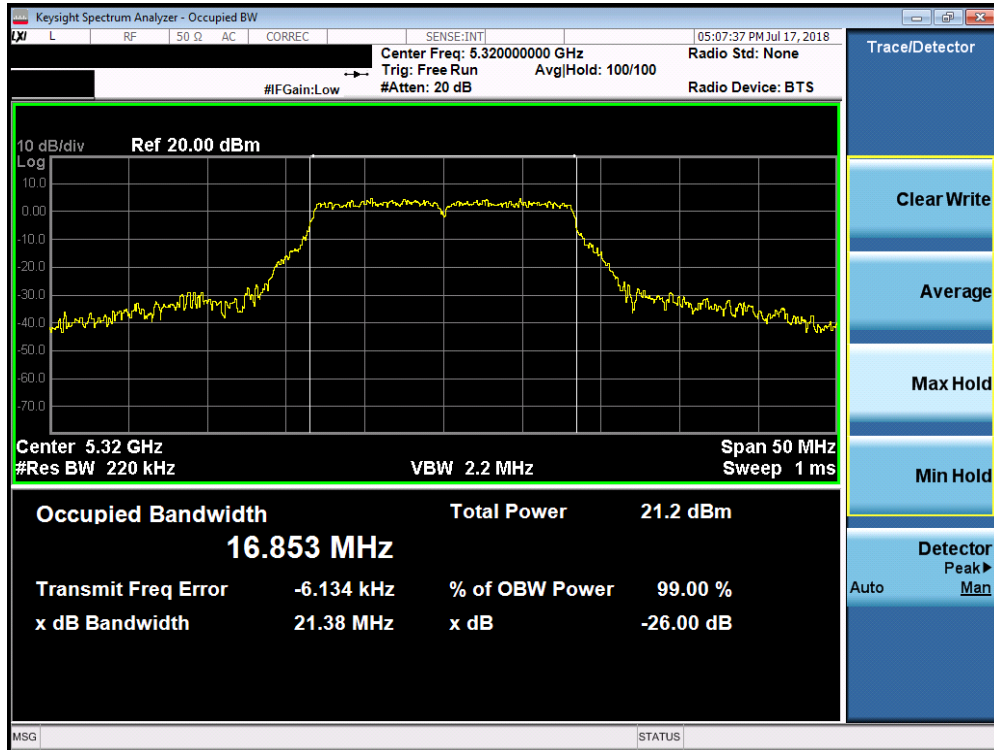 Keysight Spectrum Analyzer - Occupied BW
LXI L RF 50 Ω AC CORREC SENSE:INT 05:07:37 PM Jul 17, 2018
Center Freq: 5.320000000 GHz Radio Std: None
Trig: Free Run Avg|Hold: 100/100
#IFGain:Low #Atten: 20 dB Radio Device: BTS
10 dB/div Ref 20.00 dBm
Log
10.0
0.00
-10.0
-20.0
-30.0
-40.0
-50.0
-60.0
-70.0
Center 5.32 GHz Span 50 MHz
#Res BW 220 kHz VBW 2.2 MHz Sweep 1 ms
Occupied Bandwidth Total Power 21.2 dBm
16.853 MHz
Transmit Freq Error -6.134 kHz % of OBW Power 99.00 %
x dB Bandwidth 21.38 MHz x dB -26.00 dB
MSG STATUS
Trace/Detector
Clear Write
Average
Max Hold
Min Hold
Detector
Peak▶
Auto Man